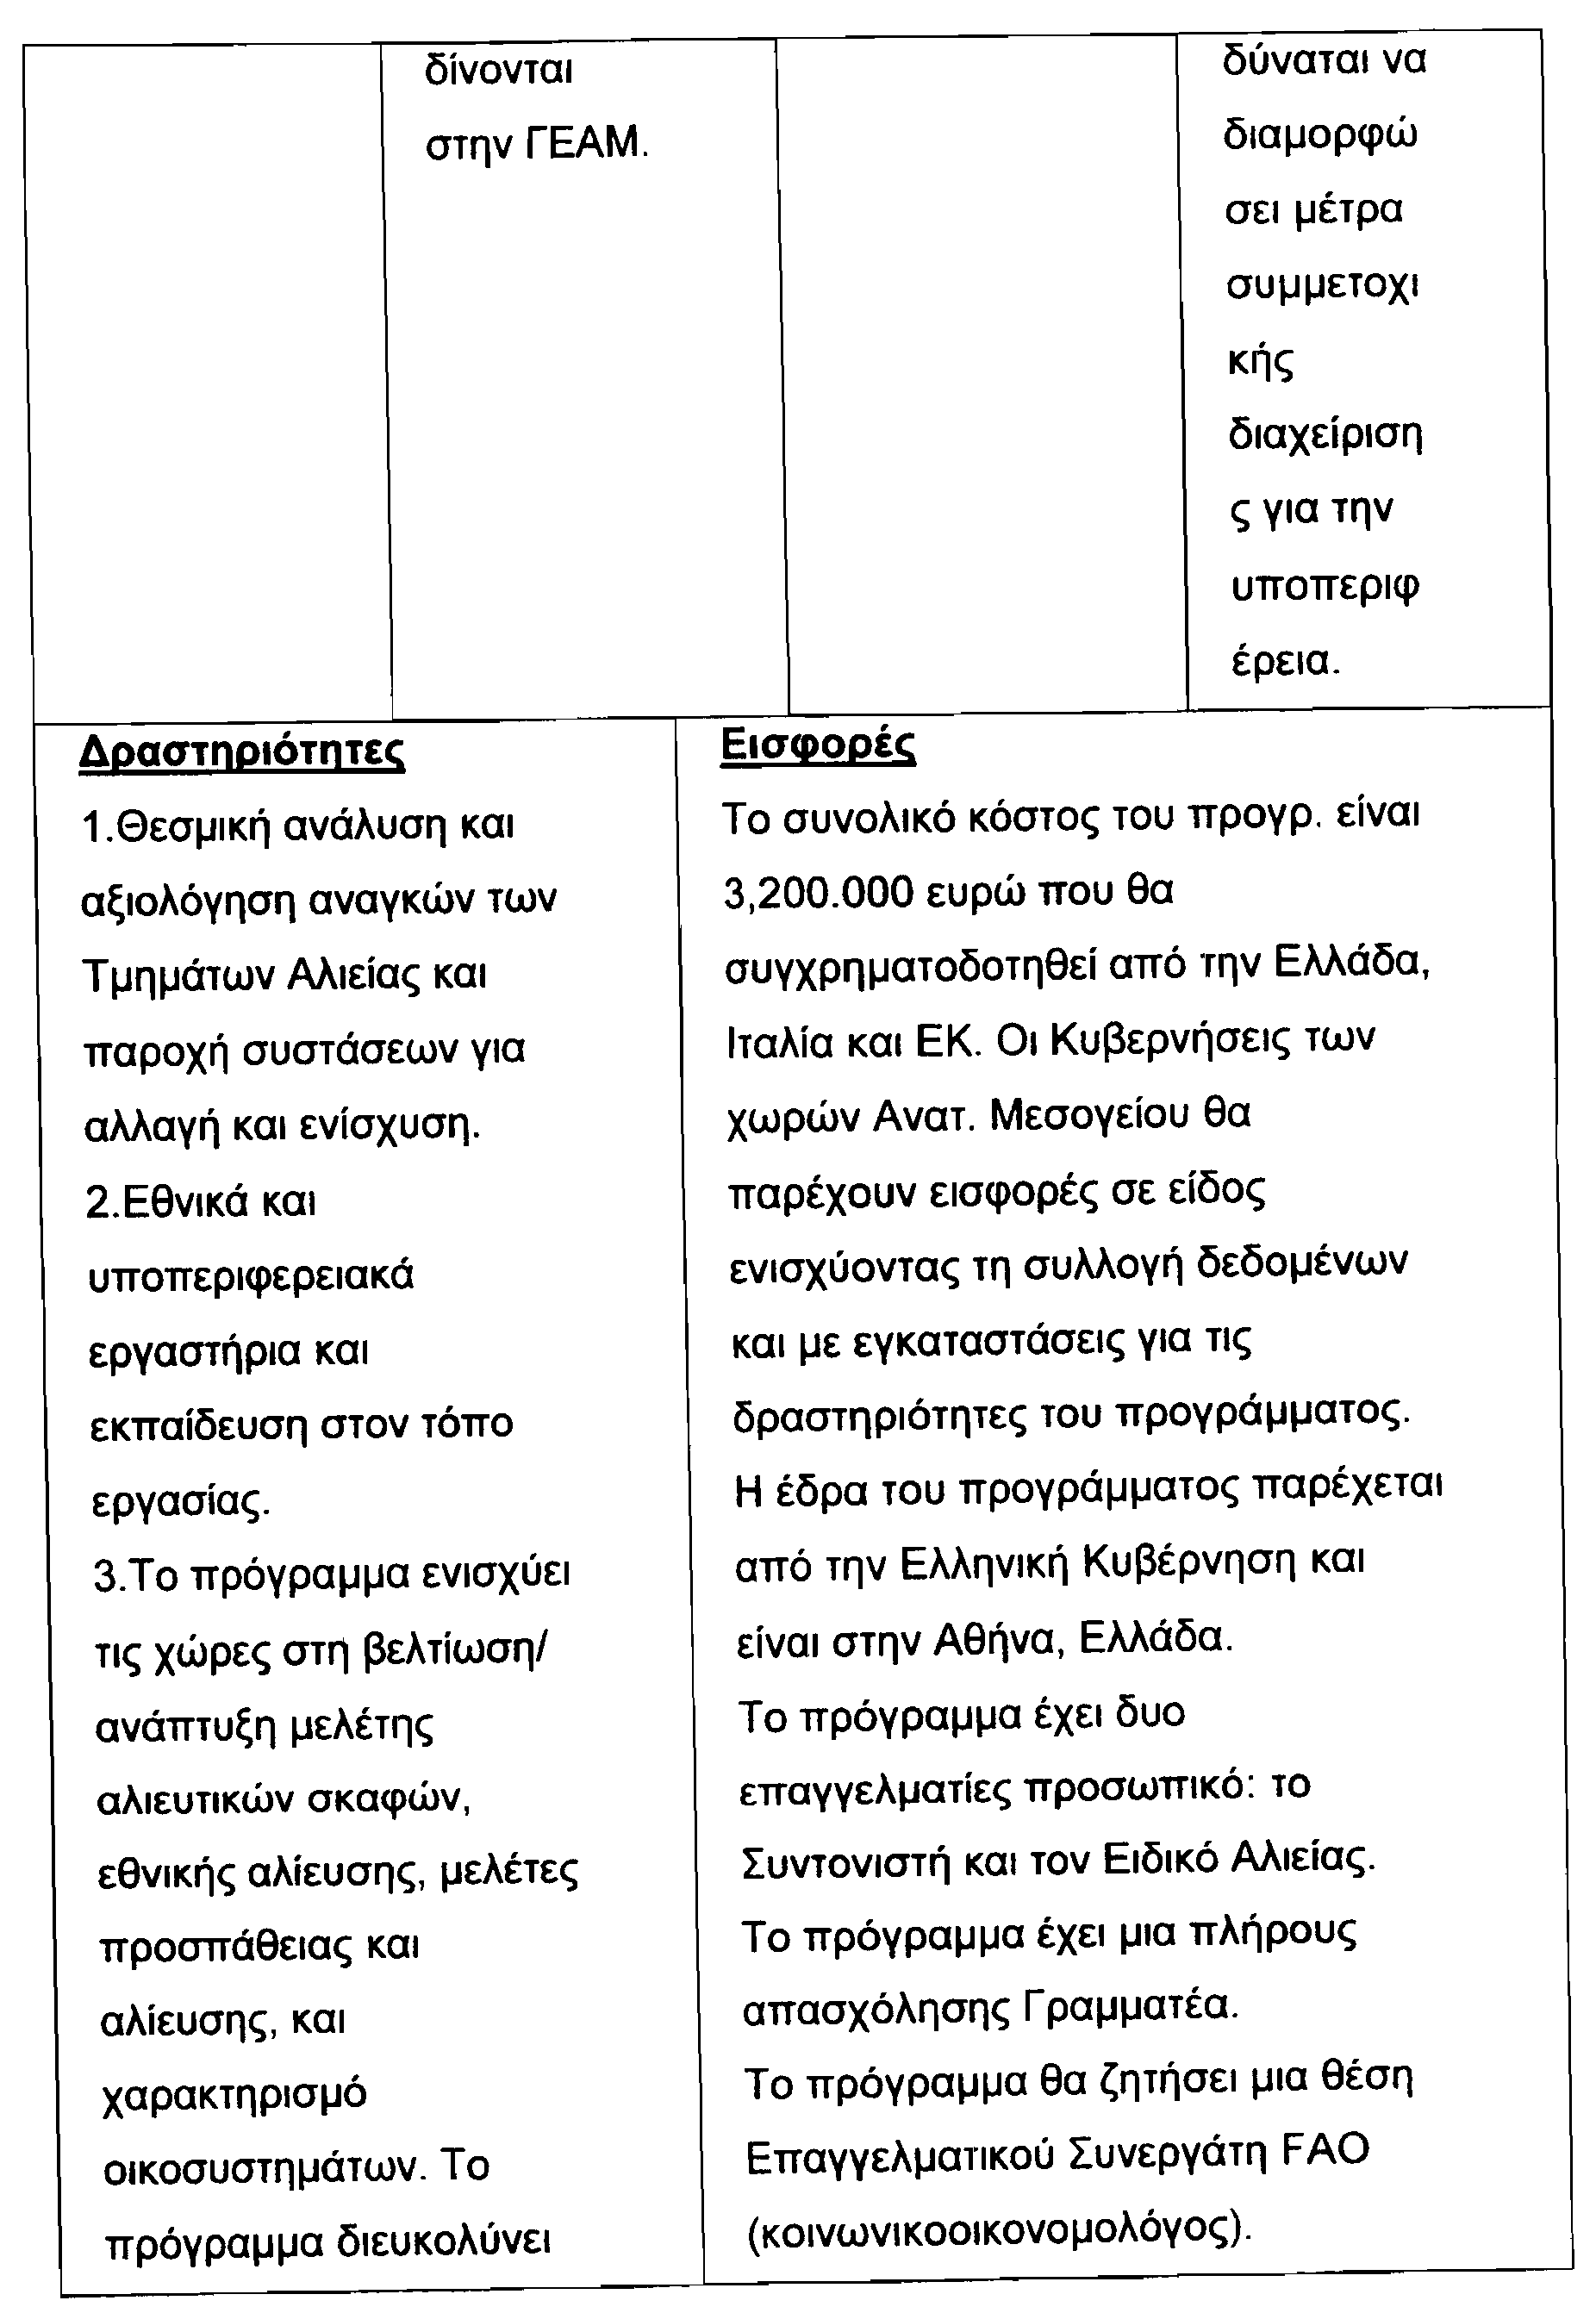 δίνονται
στην ΓΕΑΜ.
δύναται να
διαμορφώ
σει μέτρα
συμμετοχι
κής
διαχείριση
ς για την
υποπεριφ
έρεια.
Δραστηριότητες
1.Θεσμική ανάλυση και
αξιολόγηση αναγκών των
Τμημάτων Αλιείας και
παροχή συστάσεων για
αλλαγή και ενίσχυση.
2.Εθνικά και
υποπεριφερειακά
εργαστήρια και
εκπαίδευση στον τόπο
εργασίας.
3.Το πρόγραμμα ενισχύει
τις χώρες στη βελτίωση/
ανάπτυξη μελέτης
αλιευτικών σκαφών,
εθνικής αλίευσης, μελέτες
προσπάθειας και
αλίευσης, και
χαρακτηρισμό
οικοσυστημάτων. Το
πρόγραμμα διευκολύνει
Εισφορές
Το συνολικό κόστος του προγρ. είναι
3,200.000 ευρώ που θα
συγχρηματοδοτηθεί από την Ελλάδα,
Ιταλία και ΕΚ. Οι Κυβερνήσεις των
χωρών Ανατ. Μεσογείου θα
παρέχουν εισφορές σε είδος
ενισχύοντας τη συλλογή δεδομένων
και με εγκαταστάσεις για τις
δραστηριότητες του προγράμματος.
Η έδρα του προγράμματος παρέχεται
από την Ελληνική Κυβέρνηση και
είναι στην Αθήνα, Ελλάδα.
Το πρόγραμμα έχει δυο
επαγγελματίες προσωπικό: το
Συντονιστή και τον Ειδικό Αλιείας.
Το πρόγραμμα έχει μια πλήρους
απασχόλησης Γραμματέα.
Το πρόγραμμα θα ζητήσει μια θέση
Επαγγελματικού Συνεργάτη FAO
(κοινωνικοοικονομολόγος).